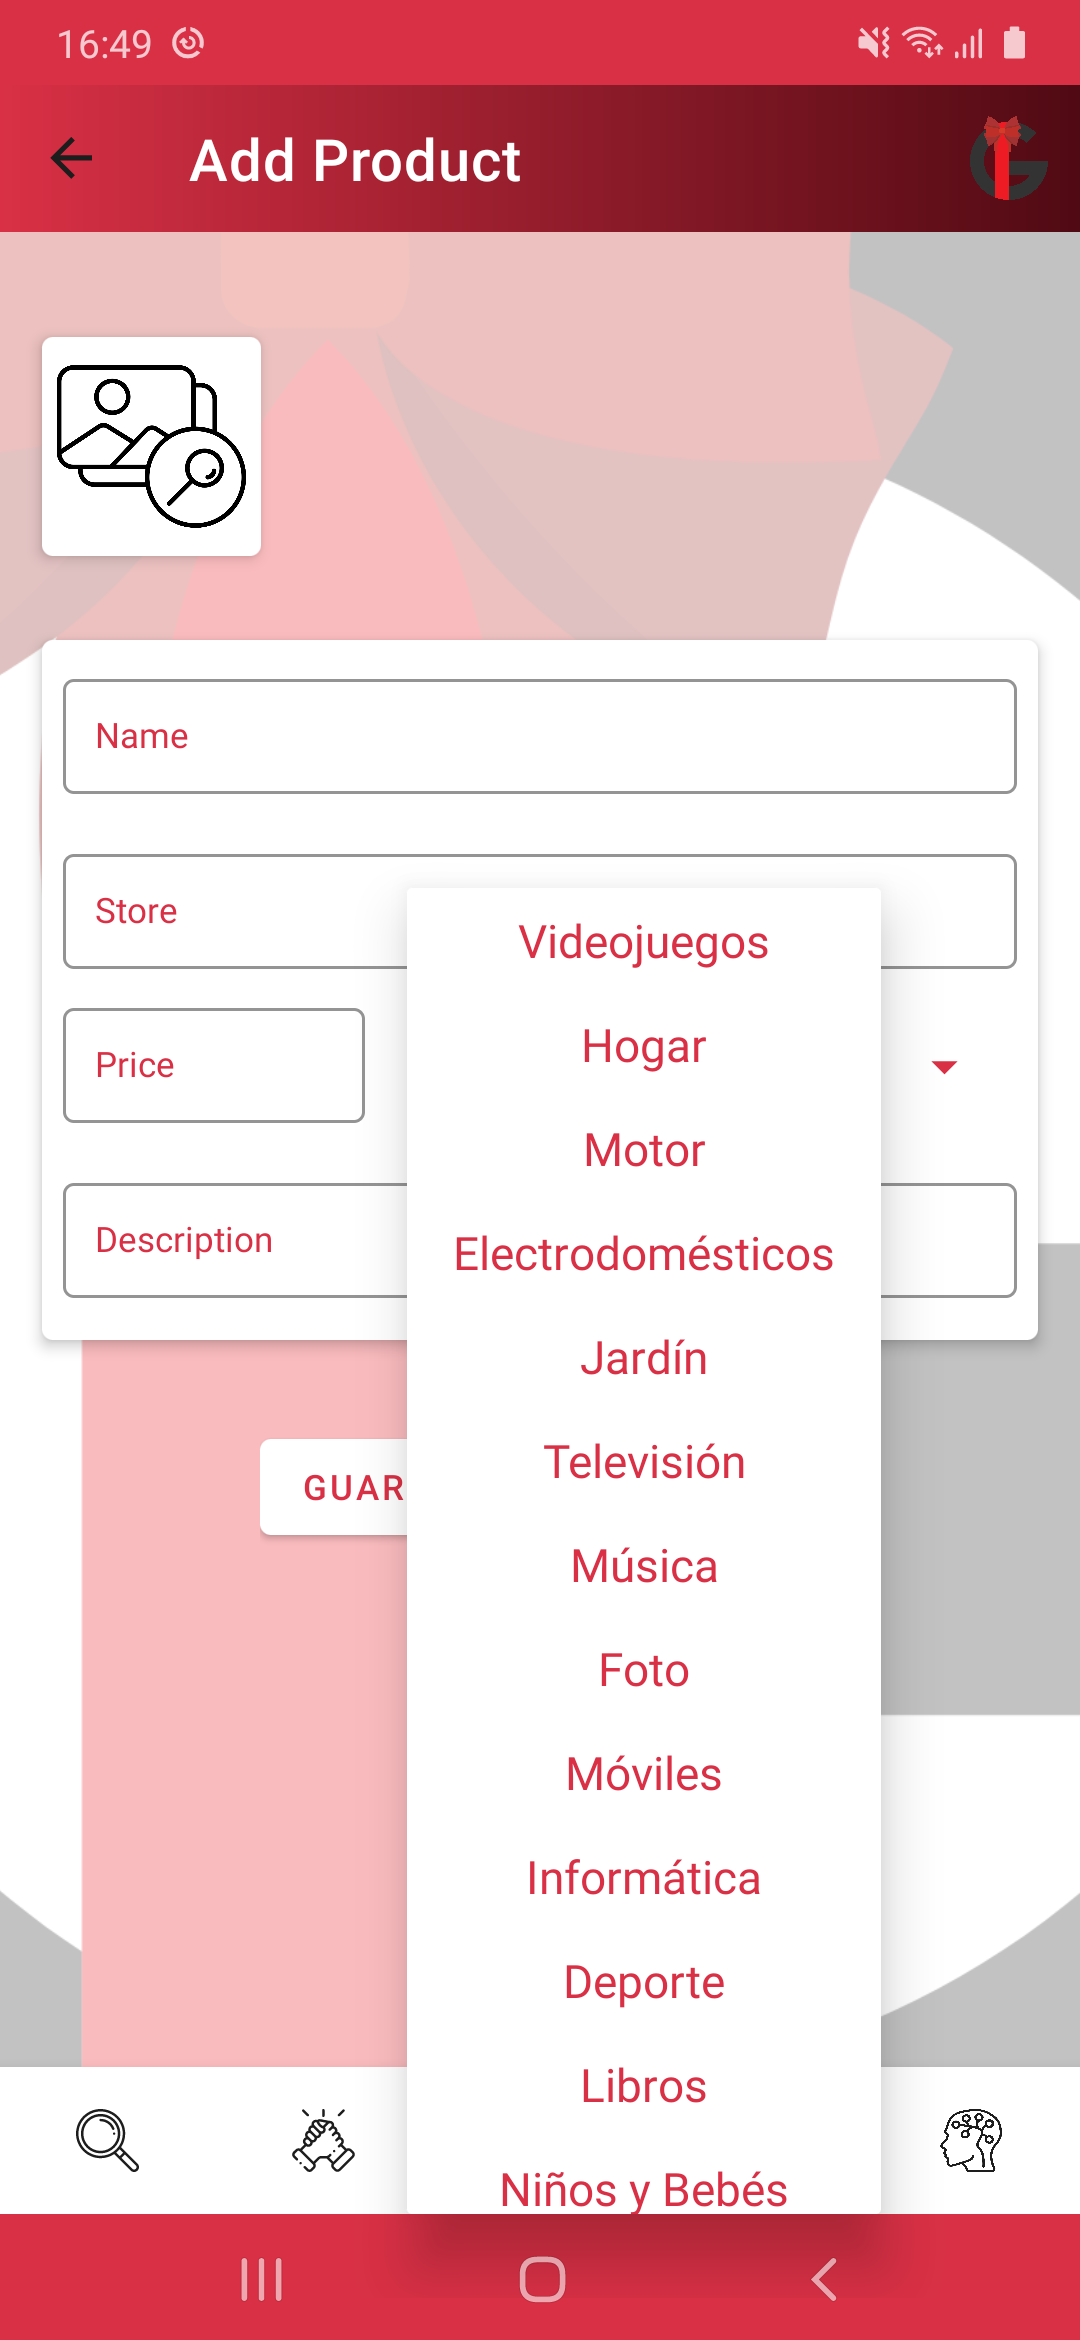 16:49
Add Product
Name
Store
Price
Description
GUAR
Videojuegos
Hogar
Motor
Electrodomésticos
Jardín
Televisión
Música
Foto
Móviles
Informática
Deporte
Libros
Niños y Bebés